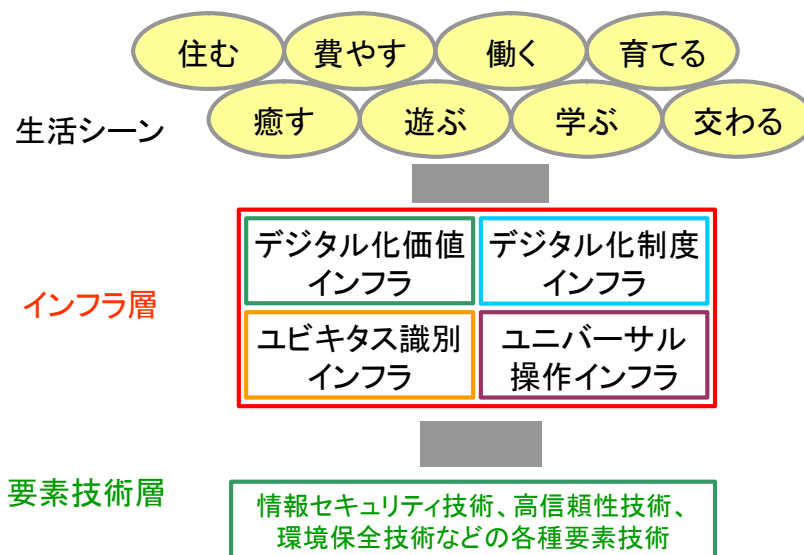 住む 費やす 働く 育てる
生活シーン 癒す 遊ぶ 学ぶ 交わる
デジタル化価値
インフラ
デジタル化制度
インフラ
インフラ層
ユビキタス識別
インフラ
ユニバーサル
操作インフラ
要素技術層
情報セキュリティ技術、高信頼性技術、
環境保全技術などの各種要素技術